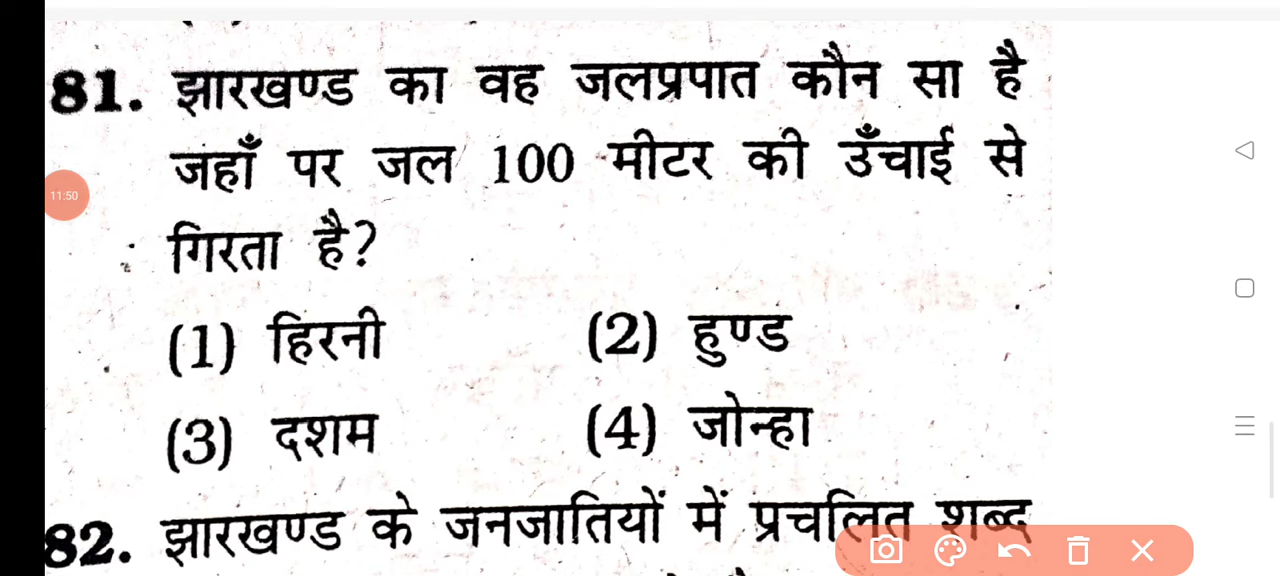 81. झारखण्ड का वह जलप्रपात कौन सा है
जहाँ पर जल 100 मीटर की उँचाई से
11:50
गिरता है?
(1) हिरनी (2) हुण्ड
(3) दशम (4) जोन्हा
82. झारखण्ड के जनजातियों में प्रचलित शब्द